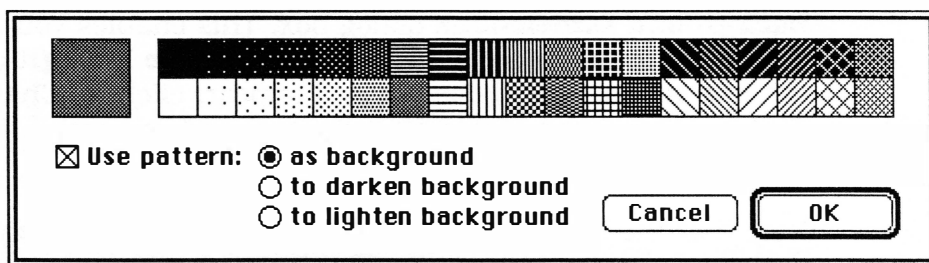 Use pattern: as background
to darken background
to lighten background
Cancel OK